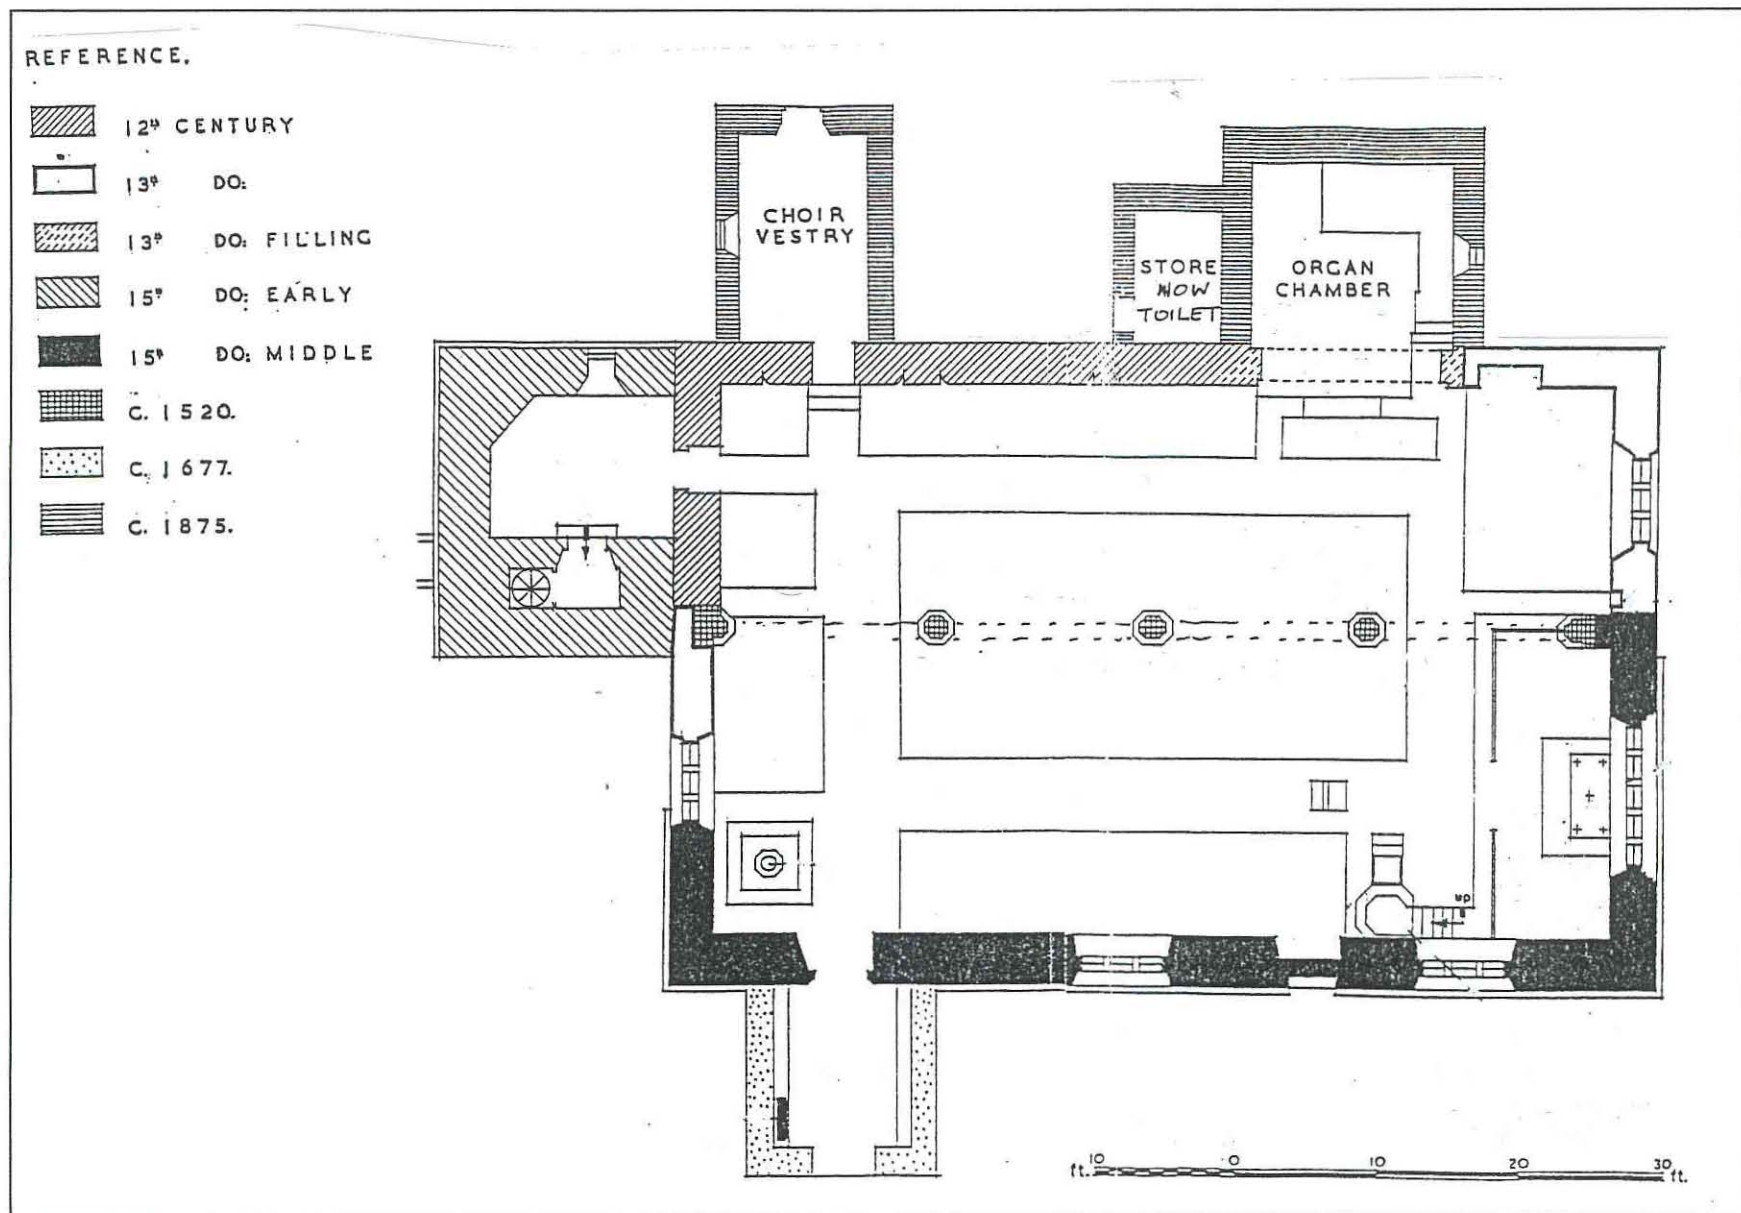 REFERENCE.
12th CENTURY
13th DO:
13th DO: FILLING
15th DO: EARLY
15th DO: MIDDLE
C. 1520.
C. 1677.
C. 1875.
CHOIR
VESTRY
STORE
NOW
TOILET
ORGAN
CHAMBER
up
ft. 10 0 10 20 30 ft.